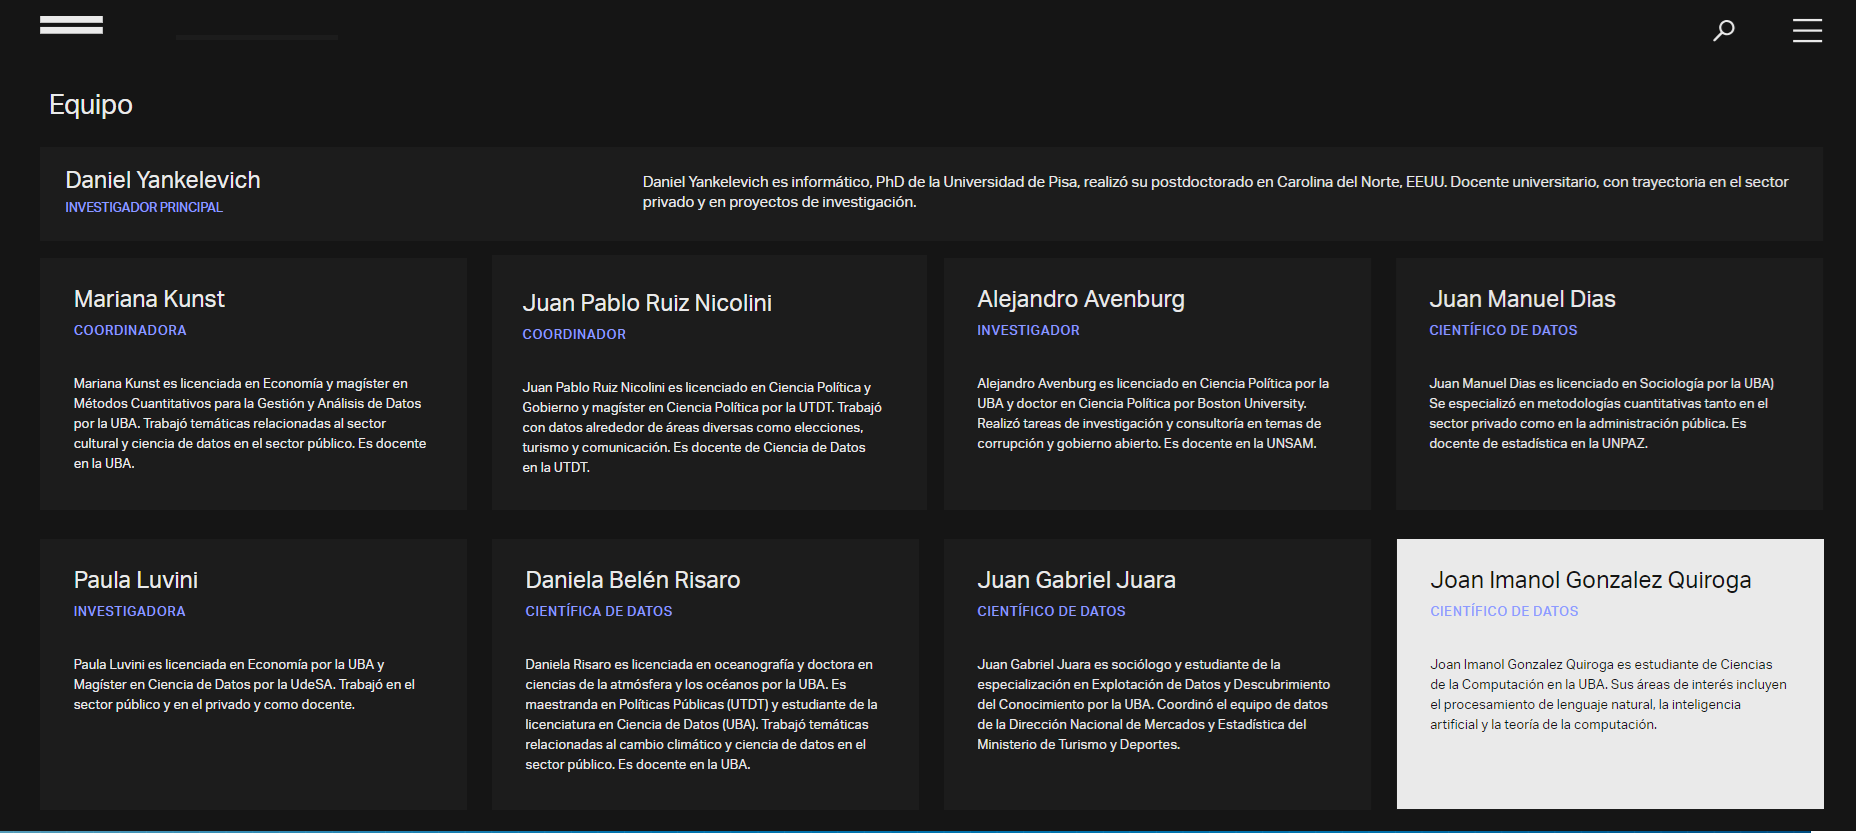 Equipo
Daniel Yankelevich
INVESTIGADOR PRINCIPAL
Daniel Yankelevich es informático, PhD de la Universidad de Pisa, realizó su postdoctorado en Carolina del Norte, EEUU. Docente universitario, con trayectoria en el sector
privado y en proyectos de investigación.
Mariana Kunst
COORDINADORA
Mariana Kunst es licenciada en Economía y magíster en
Métodos Cuantitativos para la Gestión y Análisis de Datos
por la UBA. Trabajó temáticas relacionadas al sector
cultural y ciencia de datos en el sector público. Es docente
en la UBA.
Juan Pablo Ruiz Nicolini
COORDINADOR
Juan Pablo Ruiz Nicolini es licenciado en Ciencia Política y
Gobierno y magíster en Ciencia Política por la UTDT. Trabajó
con datos alrededor de áreas diversas como elecciones,
turismo y comunicación. Es docente de Ciencia de Datos
en la UTDT.
Alejandro Avenburg
INVESTIGADOR
Alejandro Avenburg es licenciado en Ciencia Política por la
UBA y doctor en Ciencia Política por Boston University.
Realizó tareas de investigación y consultoría en temas de
corrupción y gobierno abierto. Es docente en la UNSAM.
Juan Manuel Dias
CIENTÍFICO DE DATOS
Juan Manuel Dias es licenciado en Sociología por la UBA)
Se especializó en metodologías cuantitativas tanto en el
sector privado como en la administración pública. Es
docente de estadística en la UNPAZ.
Paula Luvini
INVESTIGADORA
Paula Luvini es licenciada en Economía por la UBA y
Magíster en Ciencia de Datos por la UdeSA. Trabajó en el
sector público y en el privado y como docente.
Daniela Belén Risaro
CIENTÍFICA DE DATOS
Daniela Risaro es licenciada en oceanografía y doctora en
ciencias de la atmósfera y los océanos por la UBA. Es
maestranda en Políticas Públicas (UTDT) y estudiante de la
licenciatura en Ciencia de Datos (UBA). Trabajó temáticas
relacionadas al cambio climático y ciencia de datos en el
sector público. Es docente en la UBA.
Juan Gabriel Juara
CIENTÍFICO DE DATOS
Juan Gabriel Juara es sociólogo y estudiante de la
especialización en Explotación de Datos y Descubrimiento
del Conocimiento por la UBA. Coordinó el equipo de datos
de la Dirección Nacional de Mercados y Estadística del
Ministerio de Turismo y Deportes.
Joan Imanol Gonzalez Quiroga
CIENTÍFICO DE DATOS
Joan Imanol Gonzalez Quiroga es estudiante de Ciencias
de la Computación en la UBA. Sus áreas de interés incluyen
el procesamiento de lenguaje natural, la inteligencia
artificial y la teoría de la computación.